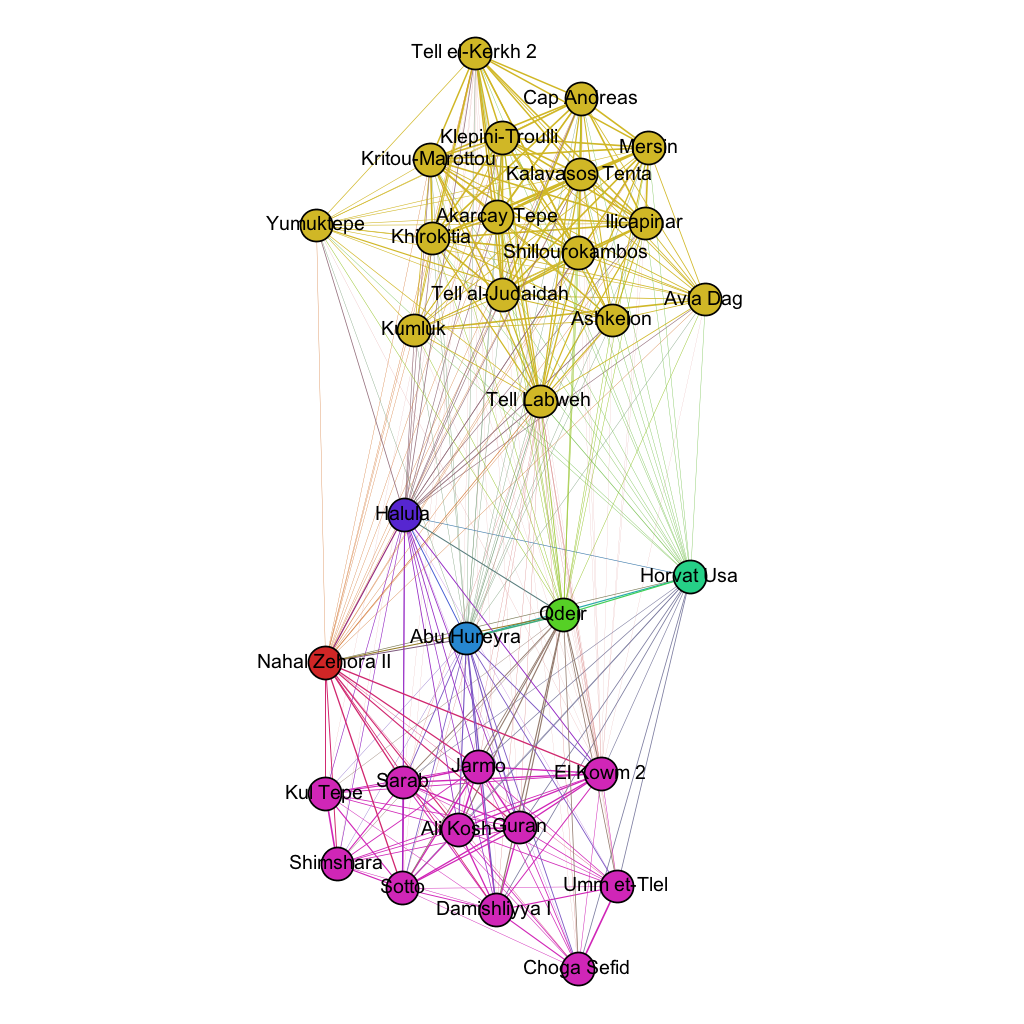 Tell el-Kerkh 2
Cap Andreas
Klepini-Troulli
Mersin
Kritou-Marottou
Kalavasos Tenta
Akarcay Tepe
Ilicapinar
Yumuktepe
Khirokitia
Shillourokambos
Tell al-Judaidah
Avla Dag
Ashkelon
Kumluk
Tell Labweh
Halula
Horvat Usa
Qdeir
Abu Hureyra
Nahal Zehora II
Jarmo
El Kowm 2
Sarab
Kul Tepe
Ali Kosh
Guran
Shimshara
Umm et-Tlel
Sotto
Damishliyya I
Choga Sefid